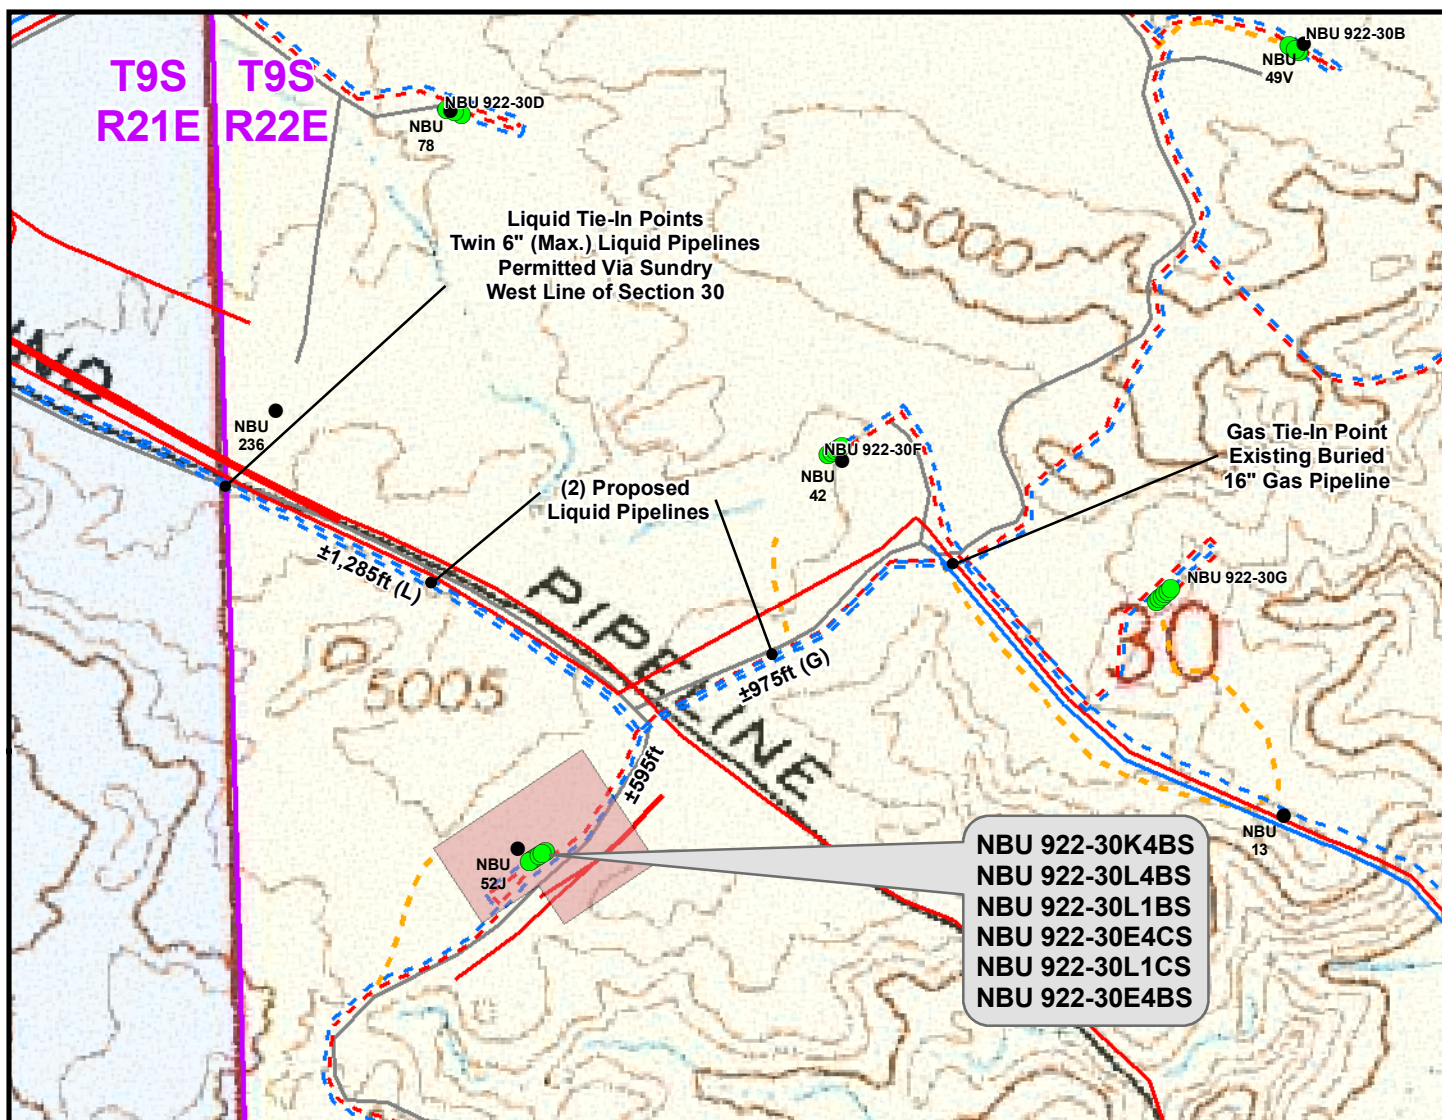 T9S T9S
R21E R22E
NBU 922-30D
NBU
78
NBU 922-30B
NBU
49V
Liquid Tie-In Points
Twin 6" (Max.) Liquid Pipelines
Permitted Via Sundry
West Line of Section 30
5000
NBU
236
(2) Proposed
Liquid Pipelines
NBU 922-30F
NBU
42
Gas Tie-In Point
Existing Buried
16" Gas Pipeline
±1,285ft (L)
PIPELINE
NBU 922-30G
30
5005
±975ft (G)
±595ft
NBU
13
NBU
52J
NBU 922-30K4BS
NBU 922-30L4BS
NBU 922-30L1BS
NBU 922-30E4CS
NBU 922-30L1CS
NBU 922-30E4BS